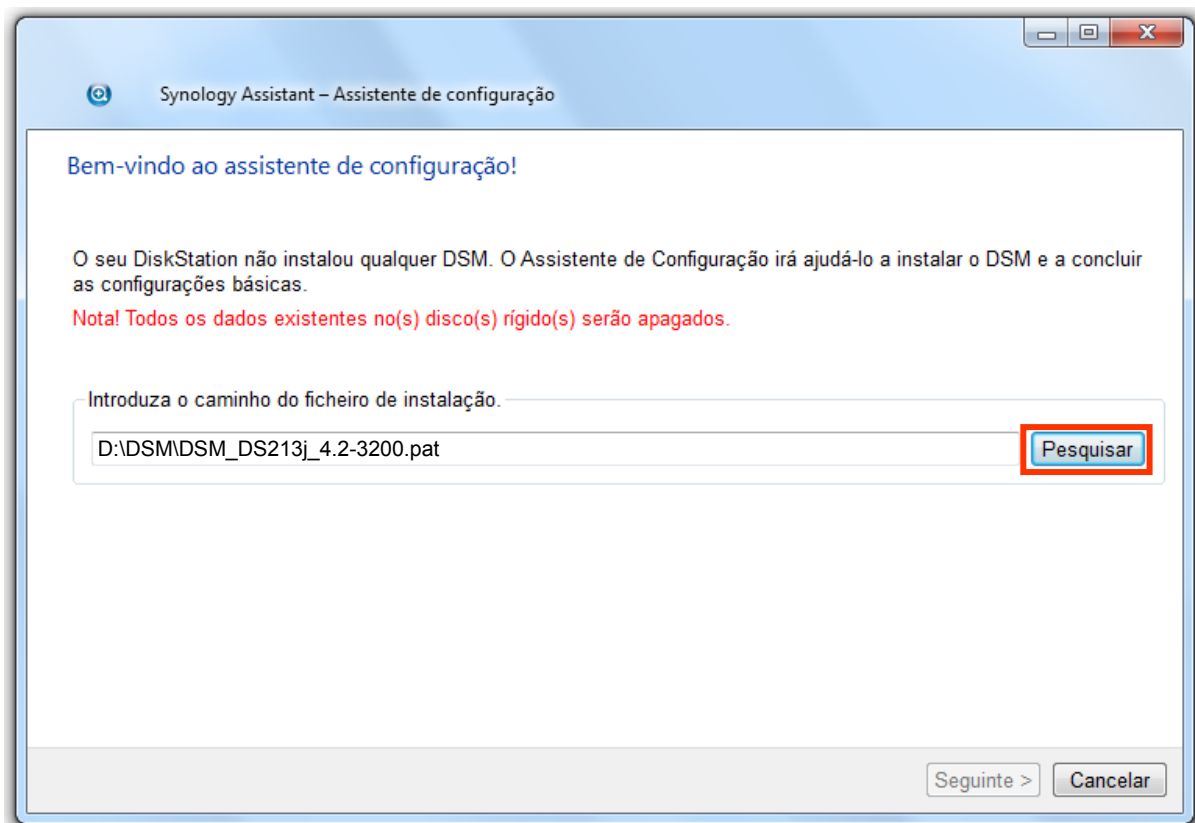 Synology Assistant – Assistente de configuração
Bem-vindo ao assistente de configuração!
O seu DiskStation não instalou qualquer DSM. O Assistente de Configuração irá ajudá-lo a instalar o DSM e a concluir
as configurações básicas.
Nota! Todos os dados existentes no(s) disco(s) rígido(s) serão apagados.
Introduza o caminho do ficheiro de instalação.
D:\DSM\DSM_DS213j_4.2-3200.pat
Pesquisar
Seguinte >
Cancelar